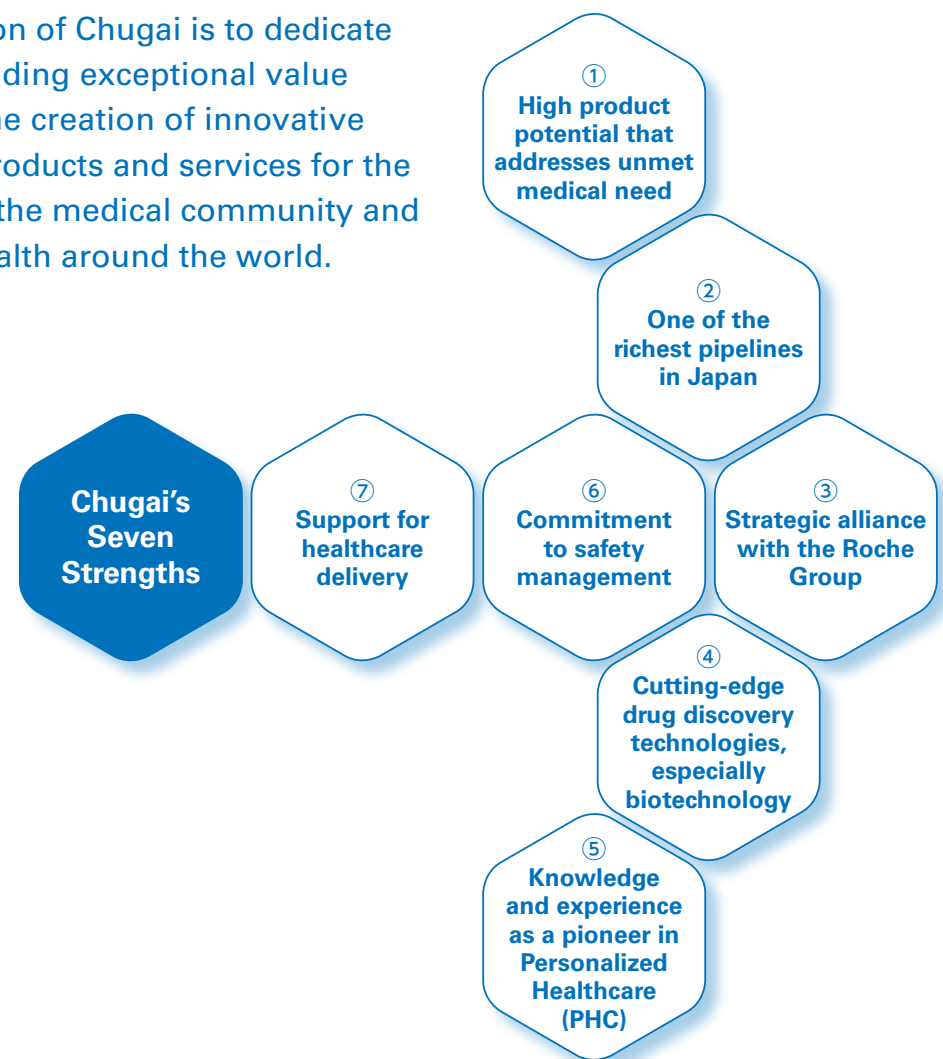 on of Chugai is to dedicate
ding exceptional value
he creation of innovative
roducts and services for the
the medical community and
alth around the world.
①
High product
potential that
addresses unmet
medical need
②
One of the
richest pipelines
in Japan
Chugai's
Seven
Strengths
⑦
Support for
healthcare
delivery
⑥
Commitment
to safety
management
③
Strategic alliance
with the Roche
Group
④
Cutting-edge
drug discovery
technologies,
especially
biotechnology
⑤
Knowledge
and experience
as a pioneer in
Personalized
Healthcare
(PHC)